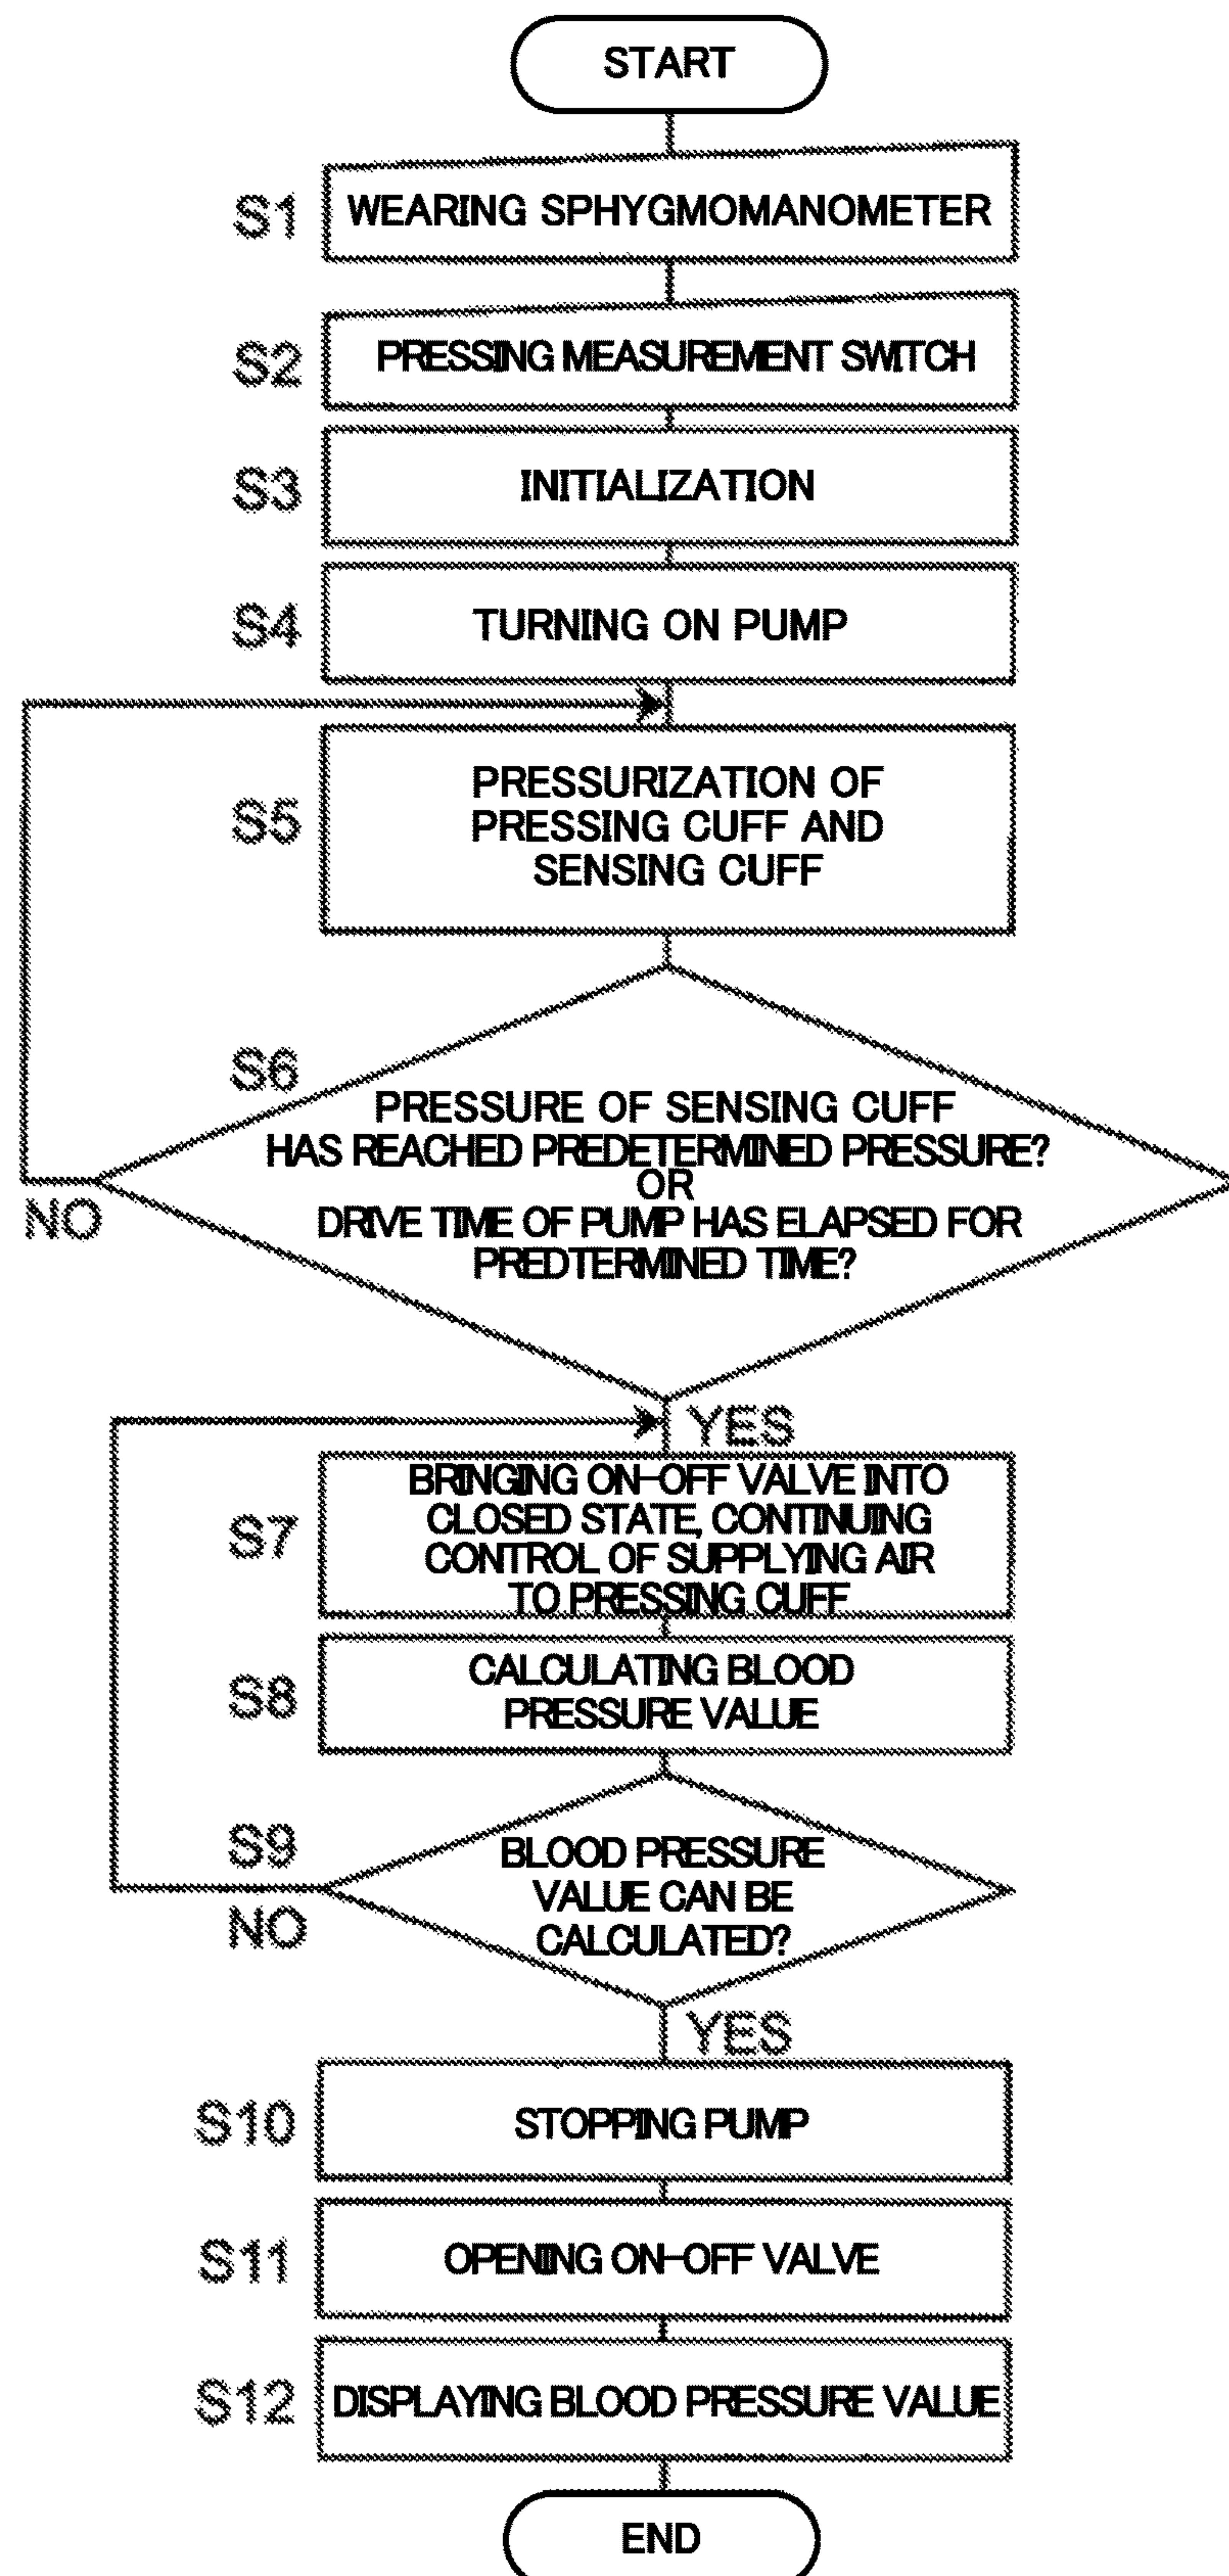 START
S1
WEARING SPHYGMOMANOMETER
S2
PRESSING MEASUREMENT SWITCH
S3
INITIALIZATION
S4
TURNING ON PUMP
S5
PRESSURIZATION OF
PRESSING CUFF AND
SENSING CUFF
S6
PRESSURE OF SENSING CUFF
HAS REACHED PREDETERMINED PRESSURE?
OR
DRIVE TIME OF PUMP HAS ELAPSED FOR
PREDTERMINED TIME?
NO
YES
S7
BRINGING ON-OFF VALVE INTO
CLOSED STATE, CONTINUING
CONTROL OF SUPPLYING AIR
TO PRESSING CUFF
S8
CALCULATING BLOOD
PRESSURE VALUE
S9
BLOOD PRESSURE
VALUE CAN BE
CALCULATED?
NO
YES
S10
STOPPING PUMP
S11
OPENING ON-OFF VALVE
S12
DISPLAYING BLOOD PRESSURE VALUE
END